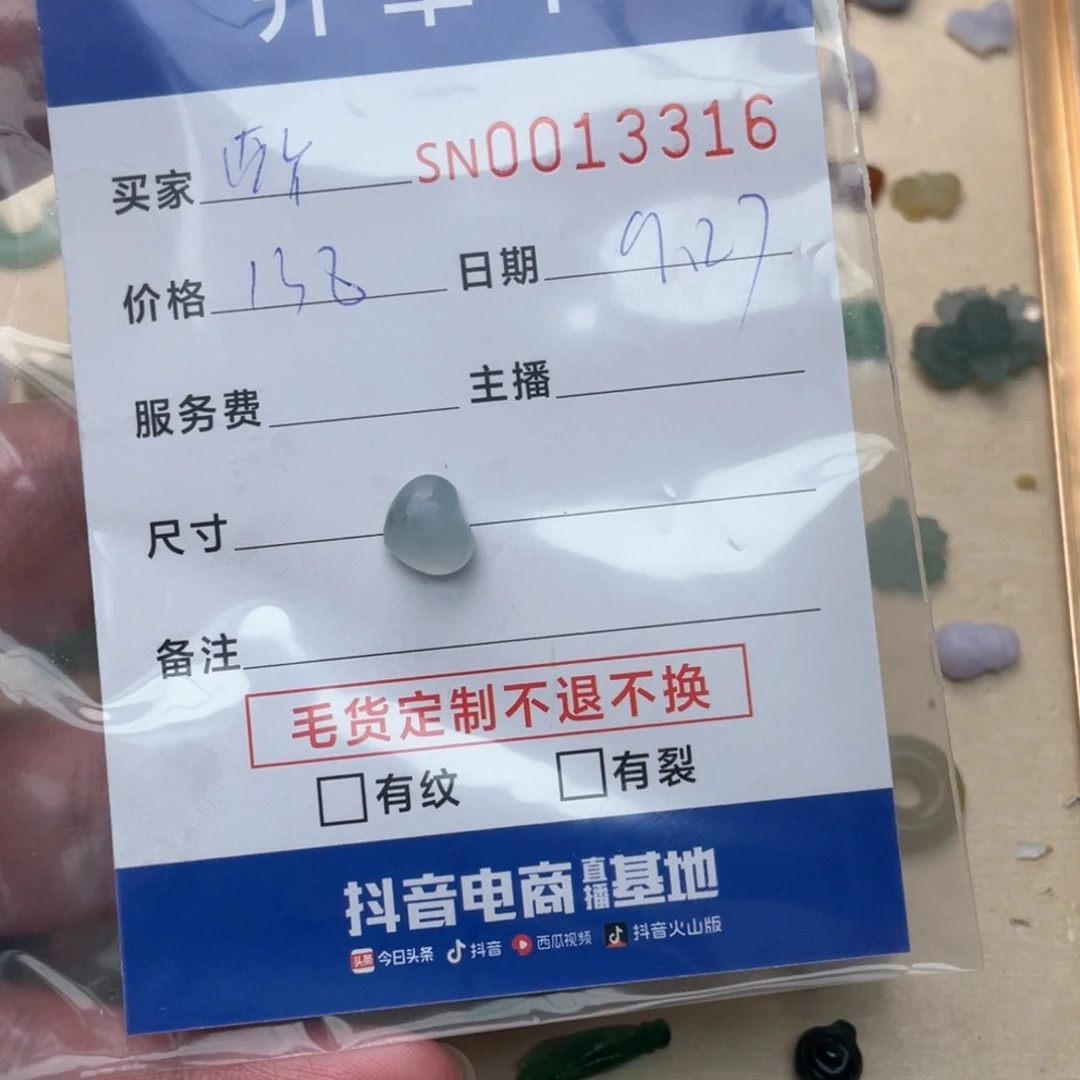 买家 SN0013316
价格 138 日期 9.27
服务费 主播
尺寸
备注
毛货定制不退不换
有纹 有裂
抖音电商直播基地
头条 今日头条 抖音 西瓜视频 抖音火山版